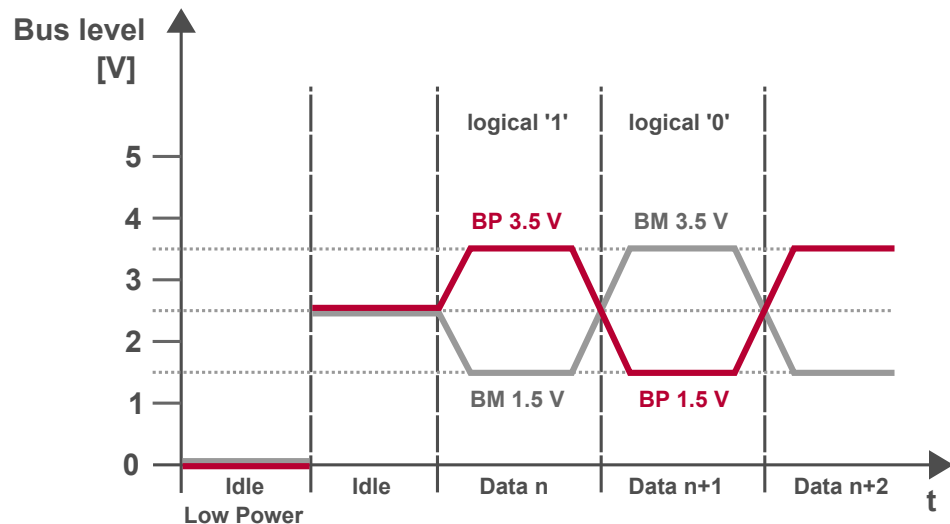 Bus level
[V]
logical '1'
logical '0'
5
4
3
2
1
0
BP 3.5 V
BM 3.5 V
BM 1.5 V
BP 1.5 V
Idle
Low Power
Idle
Data n
Data n+1
Data n+2
t